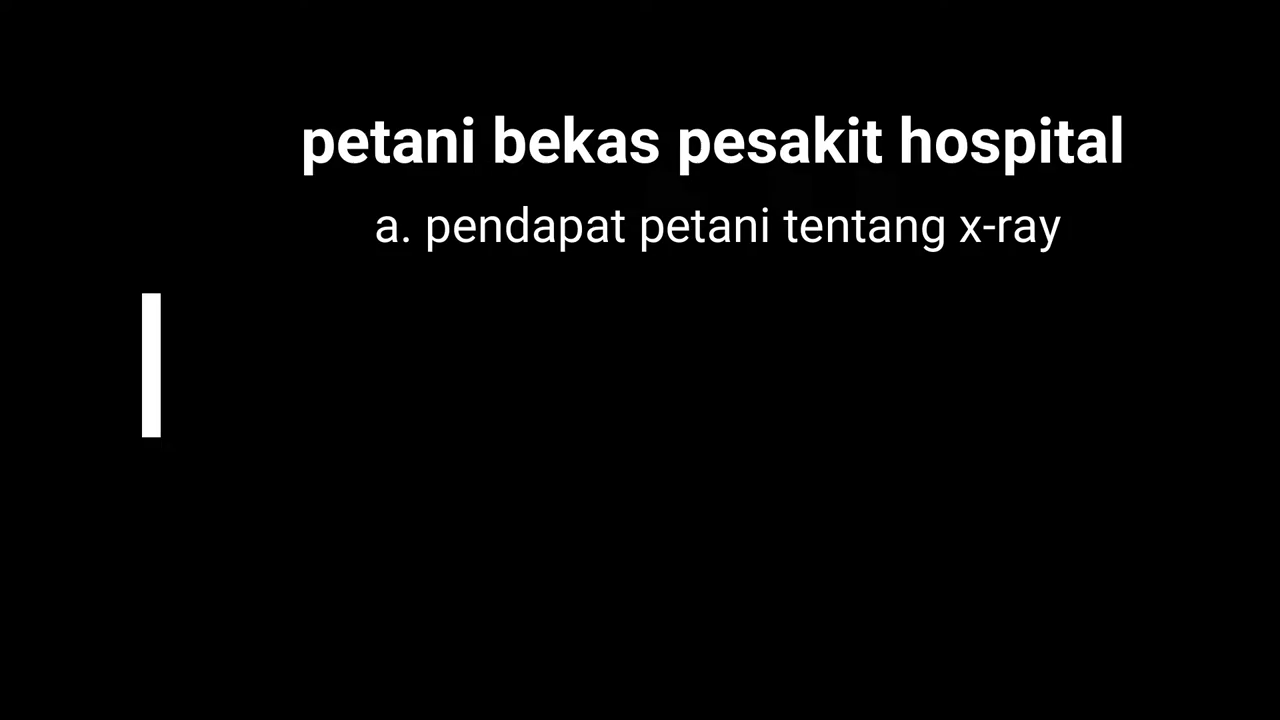 petani bekas pesakit hospital
a. pendapat petani tentang x-ray